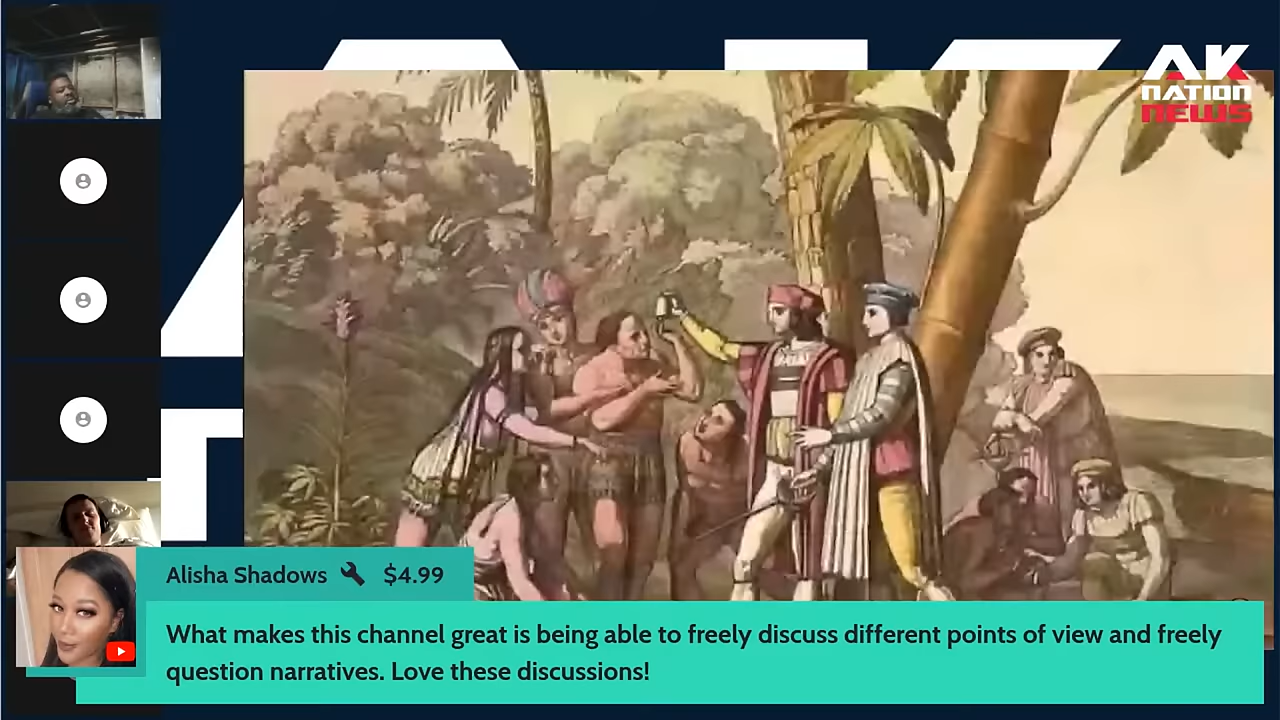 AK
NATION
NEWS
Alisha Shadows $4.99
What makes this channel great is being able to freely discuss different points of view and freely
question narratives. Love these discussions!